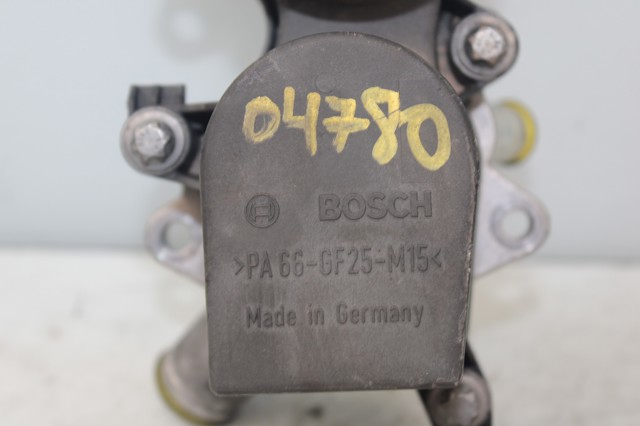 04780
BOSCH
>PA 66-GF25-M15<
Made in Germany